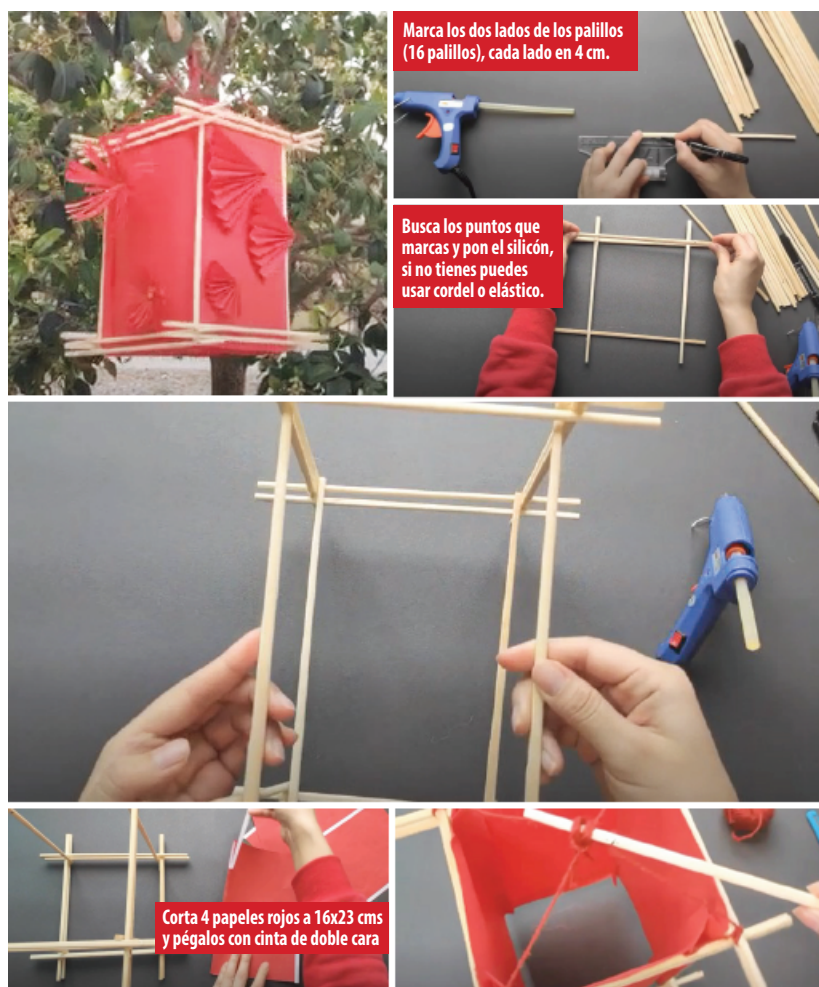 Marca los dos lados de los palillos
(16 palillos), cada lado en 4 cm.
Busca los puntos que
marcas y pon el silicón,
si no tienes puedes
usar cordel o elástico.
Corta 4 papeles rojos a 16x23 cms
y pégalos con cinta de doble cara